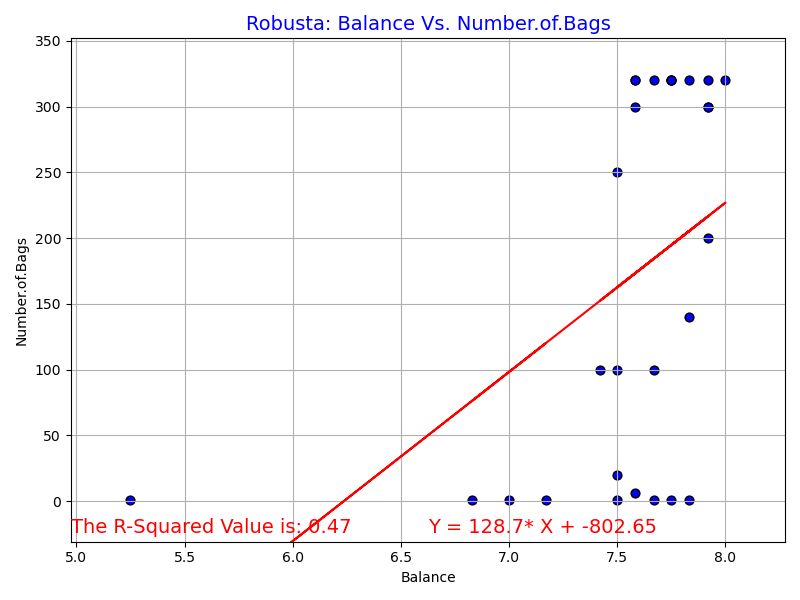 Robusta: Balance Vs. Number.of.Bags
350
300
250
200
150
100
50
0
Number.of.Bags
The R-Squared Value is: 0.47
Y = 128.7* X + -802.65
5.0 5.5 6.0 6.5 7.0 7.5 8.0
Balance